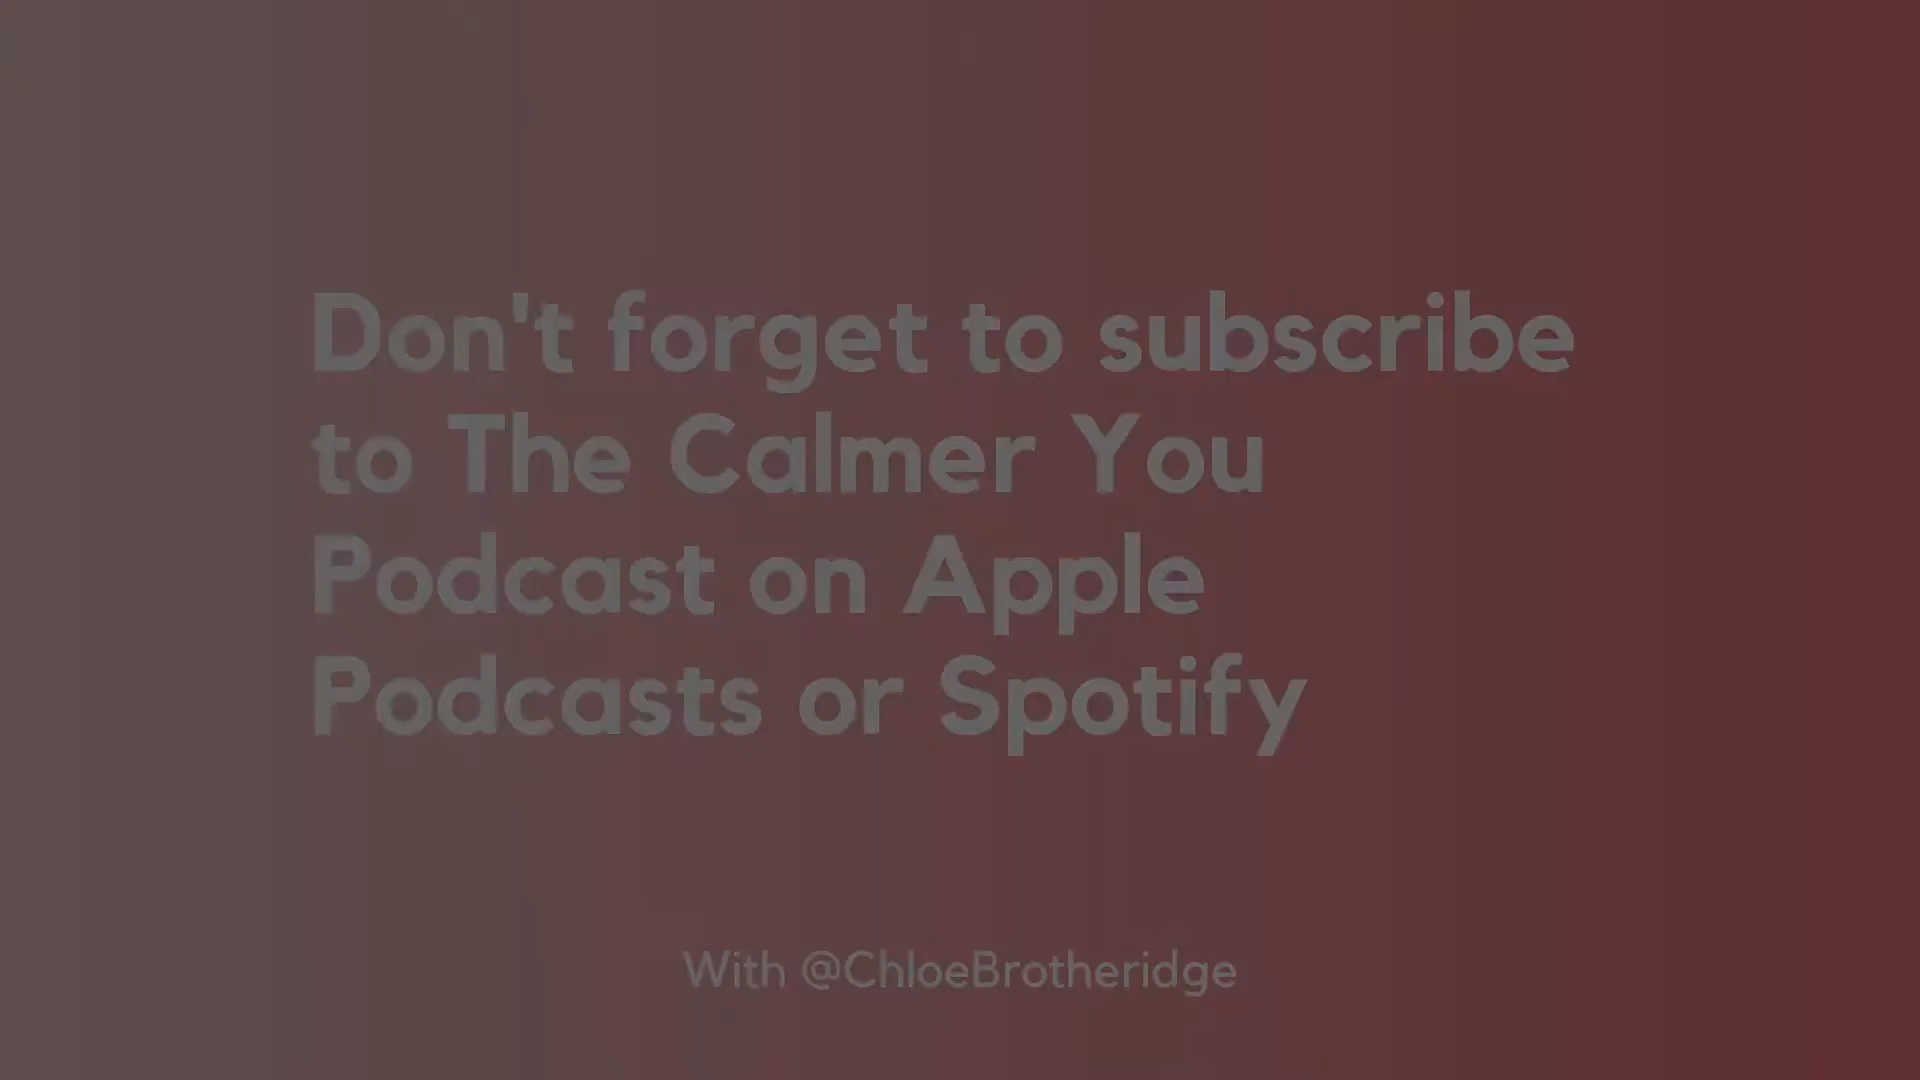 Don't forget to subscribe
to The Calmer You
Podcast on Apple
Podcasts or Spotify
With @ChloeBrotheridge